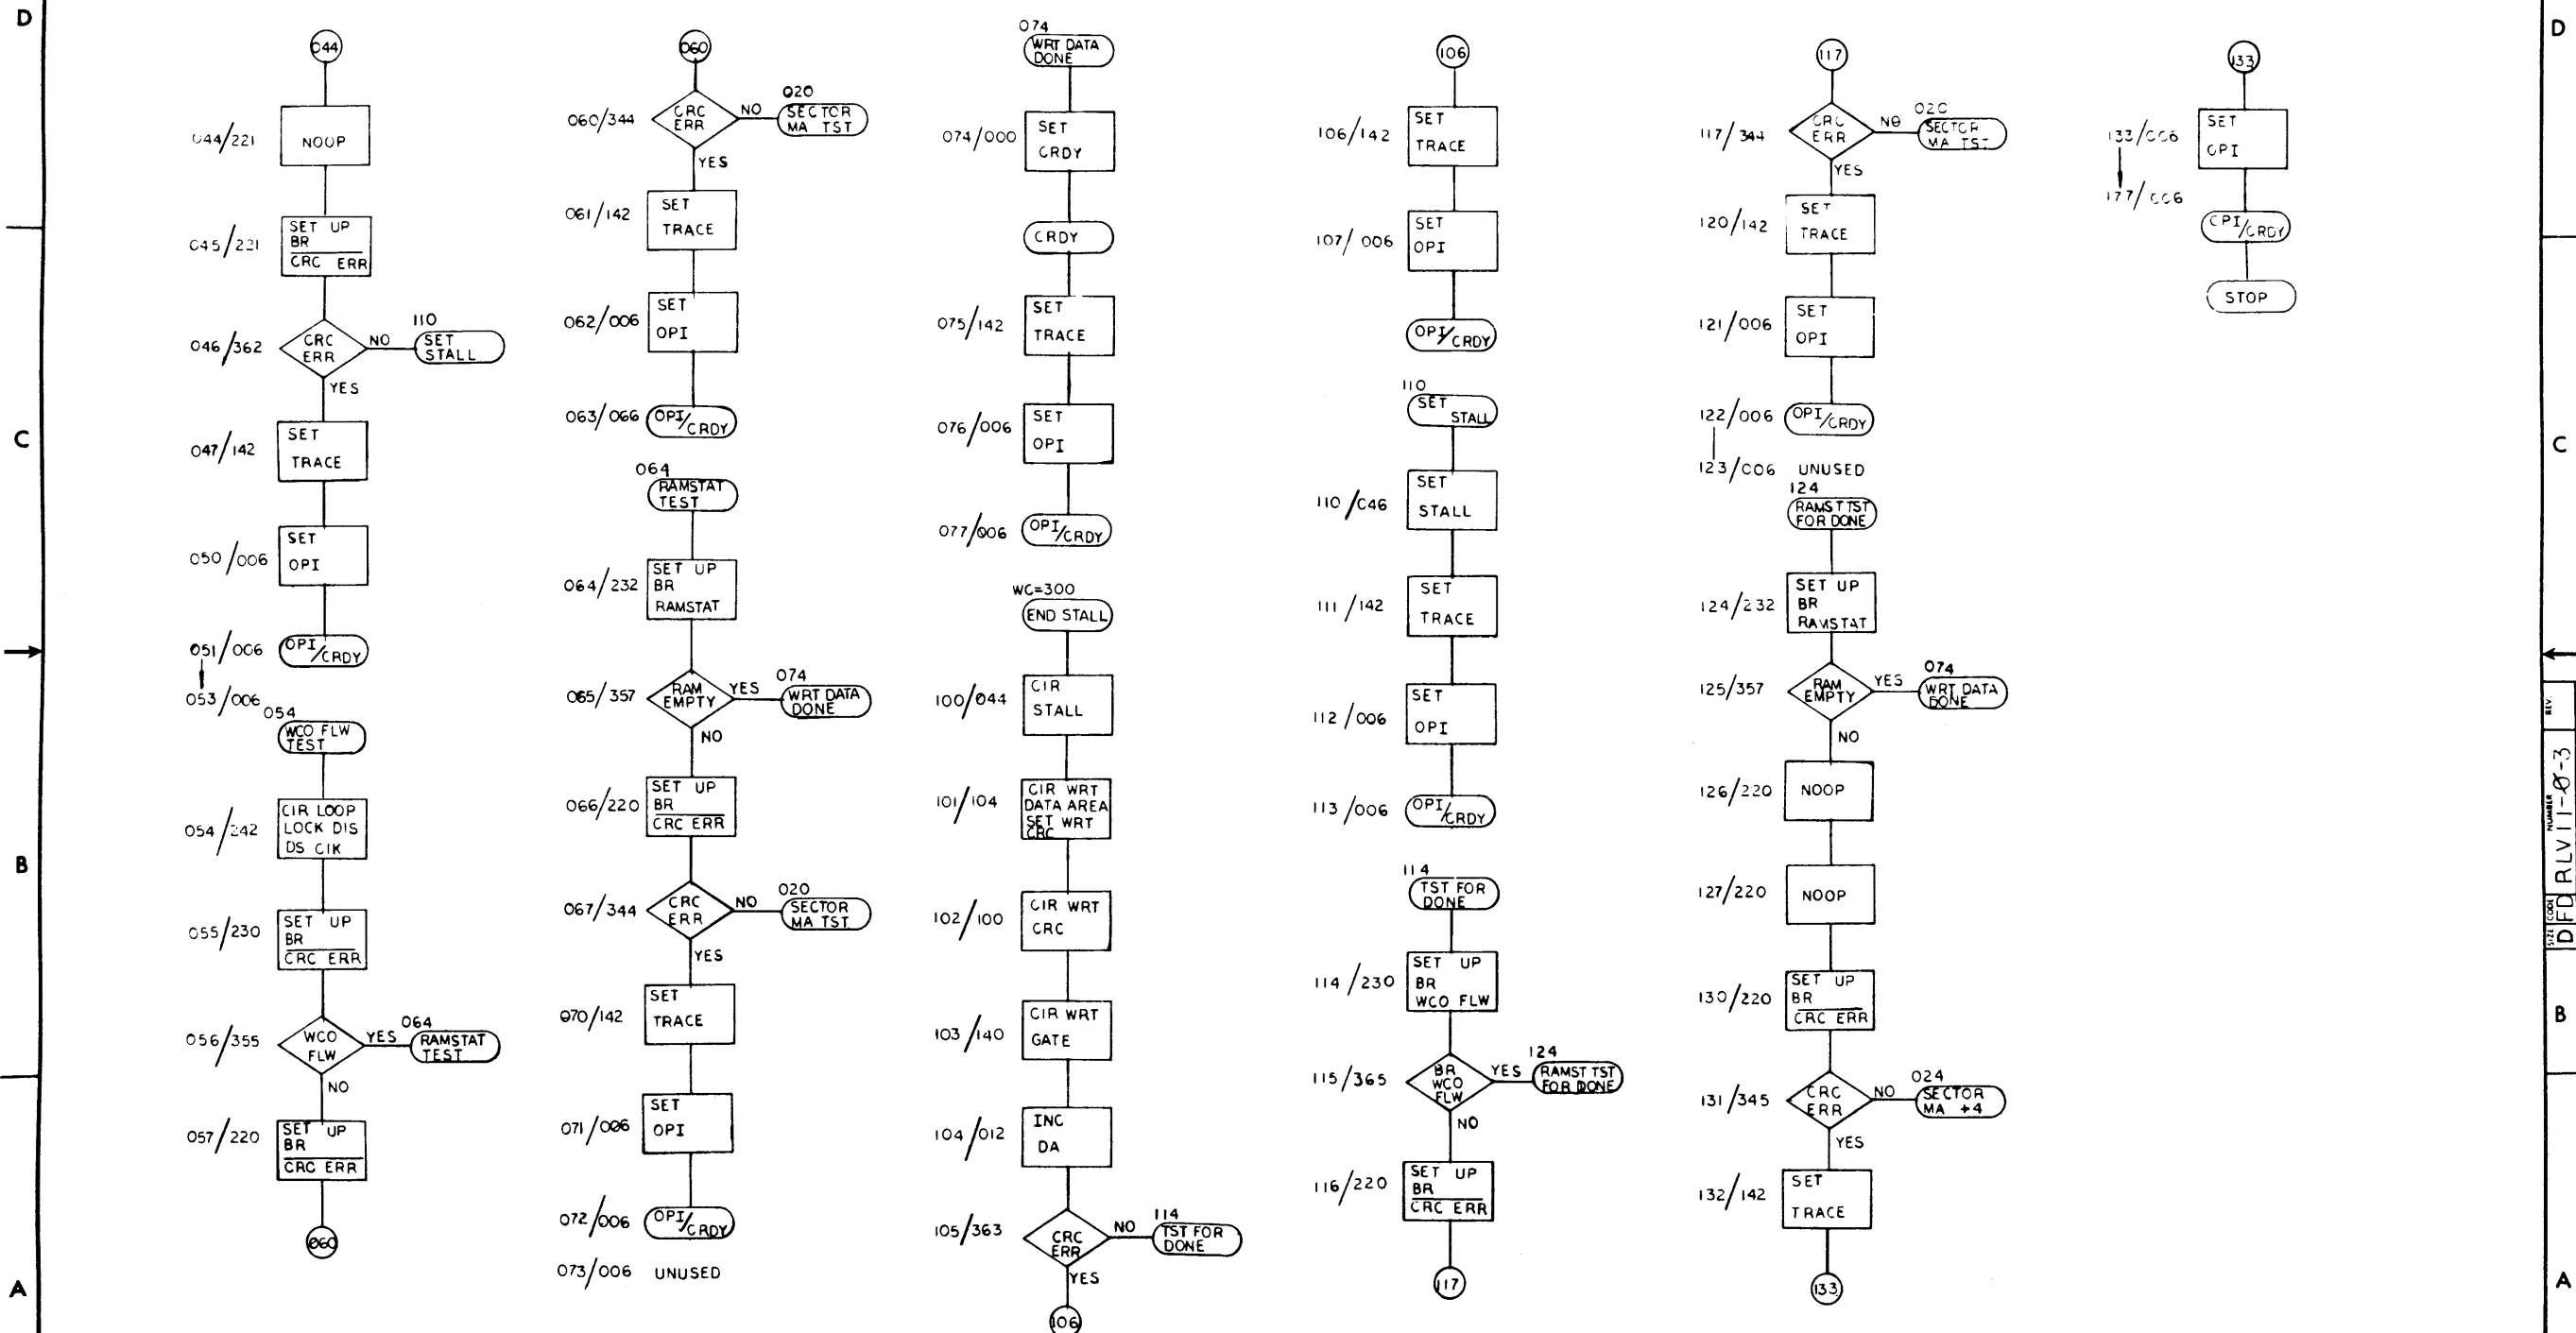 D
044
044/221
NOOP
045/221
SET UP
BR
CRC ERR
046/362
CRC
ERR
NO
110
SET
STALL
YES
047/142
SET
TRACE
050/006
SET
OPI
051/006
OPI/CRDY
053/006
054
WCO FLW
TEST
054/242
CIR LOOP
LOCK DIS
DS CIK
055/230
SET UP
BR
CRC ERR
056/355
WCO
FLW
YES
064
RAMSTAT
TEST
NO
057/220
SET UP
BR
CRC ERR
060
060
060/344
CRC
ERR
NO
020
SECTOR
MA TST
YES
061/142
SET
TRACE
062/006
SET
OPI
063/066
OPI/CRDY
064
RAMSTAT
TEST
064/232
SET UP
BR
RAMSTAT
065/357
RAM
EMPTY
YES
074
WRT DATA
DONE
NO
066/220
SET UP
BR
CRC ERR
067/344
CRC
ERR
NO
020
SECTOR
MA TST
YES
070/142
SET
TRACE
071/006
SET
OPI
072/006
OPI/CRDY
073/006 UNUSED
074
WRT DATA
DONE
074/000
SET
CRDY
CRDY
075/142
SET
TRACE
076/006
SET
OPI
077/006
OPI/CRDY
WC=300
END STALL
100/044
CIR
STALL
101/104
CIR WRT
DATA AREA
SET WRT
CRC
102/100
CIR WRT
CRC
103/140
CIR WRT
GATE
104/012
INC
DA
105/363
CRC
ERR
NO
114
TST FOR
DONE
YES
106
106
106/142
SET
TRACE
107/006
SET
OPI
OPI/CRDY
110
SET
STALL
110/046
SET
STALL
111/142
SET
TRACE
112/006
SET
OPI
113/006
OPI/CRDY
114
TST FOR
DONE
114/230
SET UP
BR
WCO FLW
115/365
BR
WCO
FLW
YES
124
RAMST TST
FOR DONE
NO
116/220
SET UP
BR
CRC ERR
117
117
117/344
CRC
ERR
NO
020
SECTOR
MA TST
YES
120/142
SET
TRACE
121/006
SET
OPI
122/006
OPI/CRDY
123/006 UNUSED
124
RAMST TST
FOR DONE
124/232
SET UP
BR
RAMSTAT
125/357
RAM
EMPTY
YES
074
WRT DATA
DONE
NO
126/220
NOOP
127/220
NOOP
130/220
SET UP
BR
CRC ERR
131/345
CRC
ERR
NO
024
SECTOR
MA +4
YES
132/142
SET
TRACE
133
133
133/006
SET
OPI
177/006
OPI/CRDY
STOP
D
C
B
A
C
B
A
REV.
NUMBER
RLV11-0-3
SIZE CODE
D FD